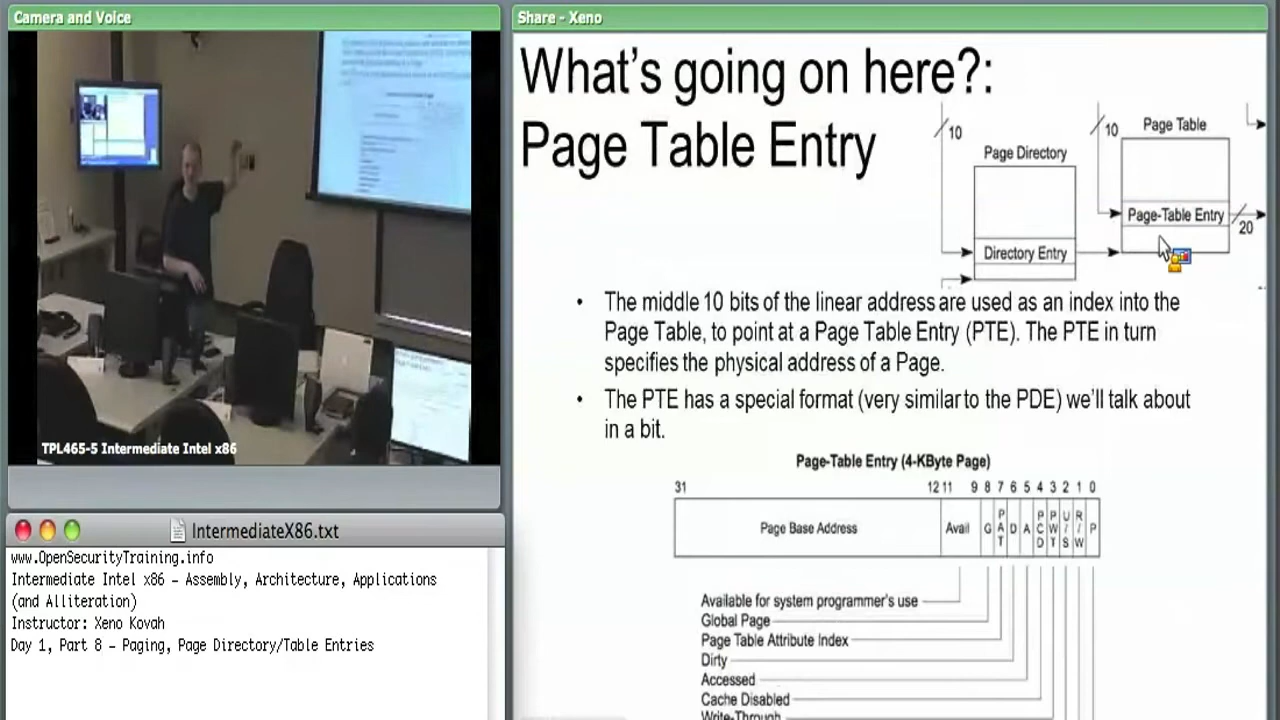 Camera and Voice
TPL465-5 Intermediate Intel x86
IntermediateX86.txt
www.OpenSecurityTraining.info
Intermediate Intel x86 – Assembly, Architecture, Applications
(and Alliteration)
Instructor: Xeno Kovah
Day 1, Part 8 – Paging, Page Directory/Table Entries
Share - Xeno
What's going on here?:
Page Table Entry
10
Page Directory
Directory Entry
10
Page Table
Page-Table Entry
20
• The middle 10 bits of the linear address are used as an index into the
Page Table, to point at a Page Table Entry (PTE). The PTE in turn
specifies the physical address of a Page.
• The PTE has a special format (very similar to the PDE) we'll talk about
in a bit.
Page-Table Entry (4-KByte Page)
31 12 11 9 8 7 6 5 4 3 2 1 0
Page Base Address Avail G PAT D A PCD PWT U/S R/W P
Available for system programmer's use
Global Page
Page Table Attribute Index
Dirty
Accessed
Cache Disabled
Write-Through